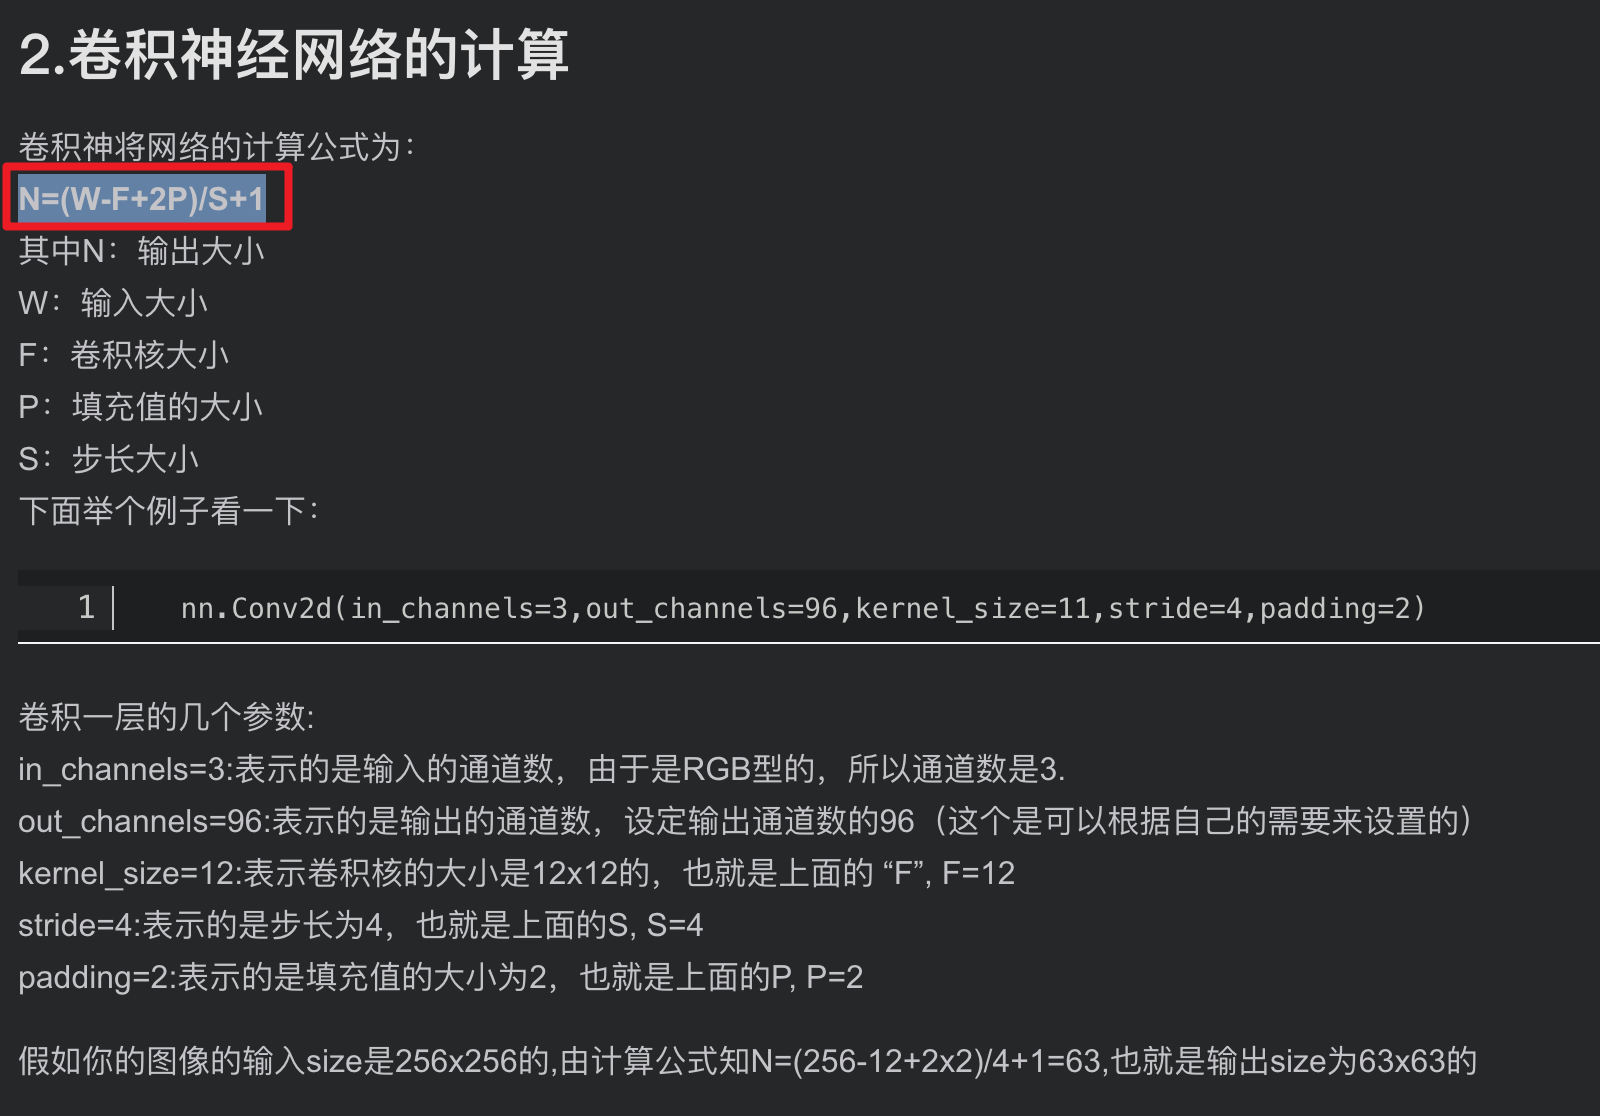 2.卷积神经网络的计算
卷积神将网络的计算公式为：
N=(W-F+2P)/S+1
其中N：输出大小
W：输入大小
F：卷积核大小
P：填充值的大小
S：步长大小
下面举个例子看一下：
1 nn.Conv2d(in_channels=3,out_channels=96,kernel_size=11,stride=4,padding=2)
卷积一层的几个参数:
in_channels=3:表示的是输入的通道数，由于是RGB型的，所以通道数是3.
out_channels=96:表示的是输出的通道数，设定输出通道数的96（这个是可以根据自己的需要来设置的）
kernel_size=12:表示卷积核的大小是12x12的，也就是上面的 “F”, F=12
stride=4:表示的是步长为4，也就是上面的S, S=4
padding=2:表示的是填充值的大小为2，也就是上面的P, P=2
假如你的图像的输入size是256x256的,由计算公式知N=(256-12+2x2)/4+1=63,也就是输出size为63x63的